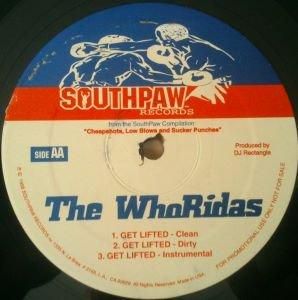 SOUTHPAW
RECORDS
from the SouthPaw Compilation
"Cheapshots, Low Blows and Sucker Punches"
SIDE AA
Produced by
DJ Rectangle
The WhoRidas
1. GET LIFTED - Clean
2. GET LIFTED - Dirty
3. GET LIFTED - Instrumental
FOR PROMOTIONAL USE ONLY NOT FOR SALE
All Rights Reserved. Made in USA.